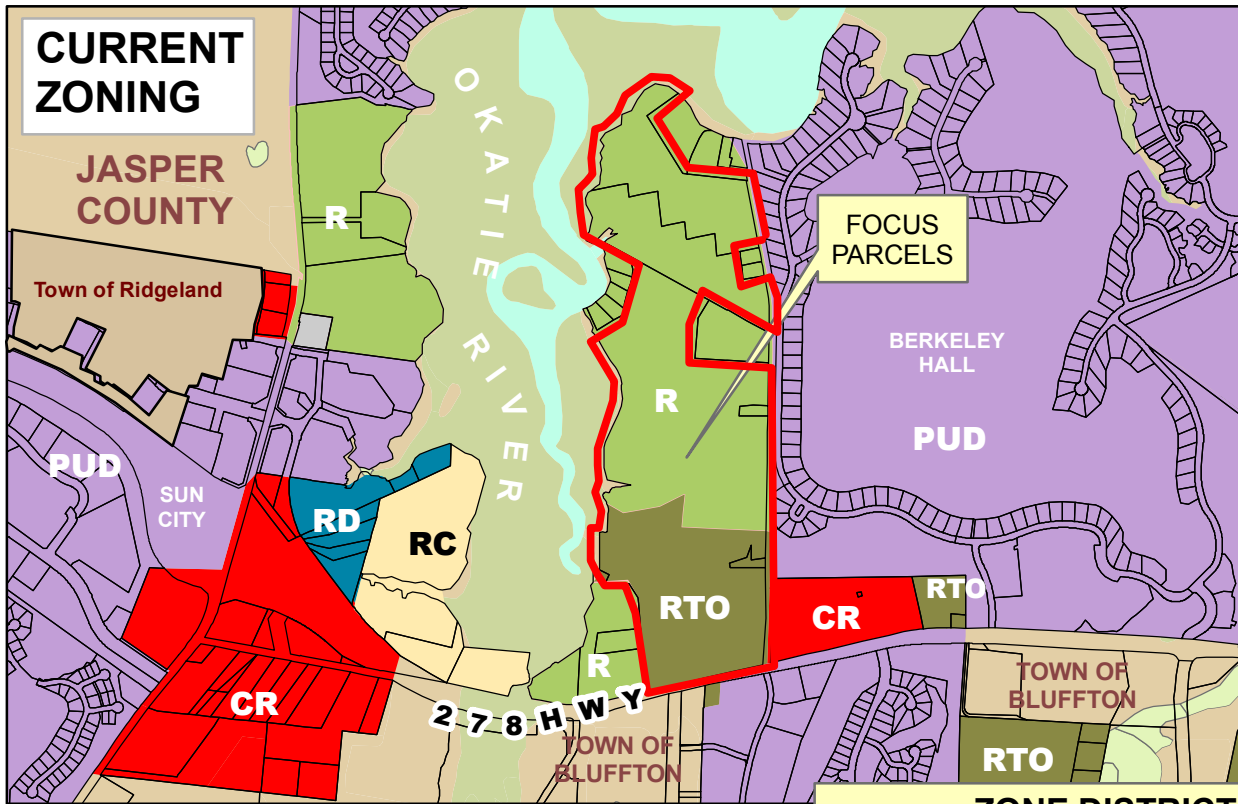 CURRENT
ZONING
JASPER
COUNTY
OKATIE RIVER
R
FOCUS
PARCELS
Town of Ridgeland
BERKELEY
HALL
PUD
R
PUD
SUN
CITY
RD
RC
RTO
CR
RTO
R
CR
278 HWY
TOWN OF
BLUFFTON
TOWN OF
BLUFFTON
RTO
ZONE DISTRICT